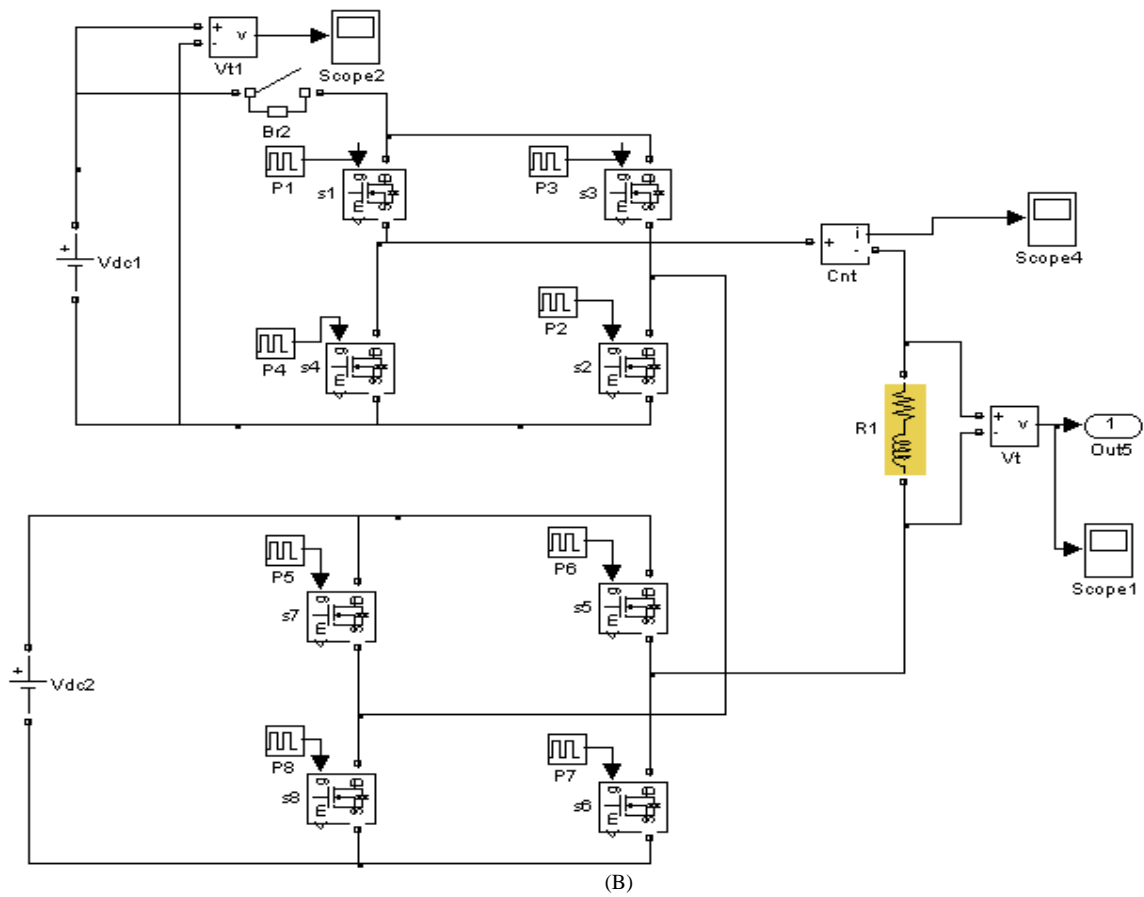 +
-
v
Vt1
Scope2
Br2
P1
g
D
m
S
s1
P3
g
D
m
S
s3
+
Vdc1
+
i
-
Cnt
Scope4
P4
g
D
m
S
s4
P2
g
D
m
S
s2
R1
+
-
v
Vt
1
Out5
Scope1
P5
g
D
m
S
s7
P6
g
D
m
S
s5
+
Vdc2
P8
g
D
m
S
s8
P7
g
D
m
S
s6
(B)